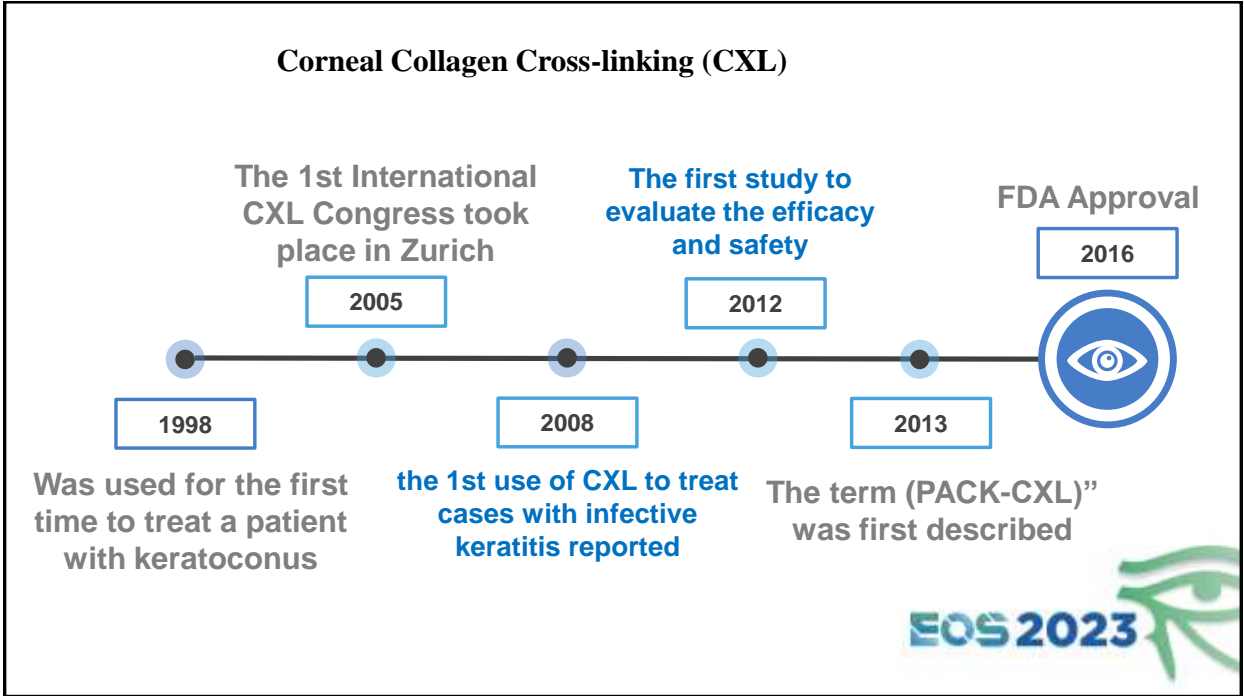 Corneal Collagen Cross-linking (CXL)
The 1st International
CXL Congress took
place in Zurich
2005
The first study to
evaluate the efficacy
and safety
2012
FDA Approval
2016
1998
Was used for the first
time to treat a patient
with keratoconus
2008
the 1st use of CXL to treat
cases with infective
keratitis reported
2013
The term (PACK-CXL)”
was first described
EOS 2023